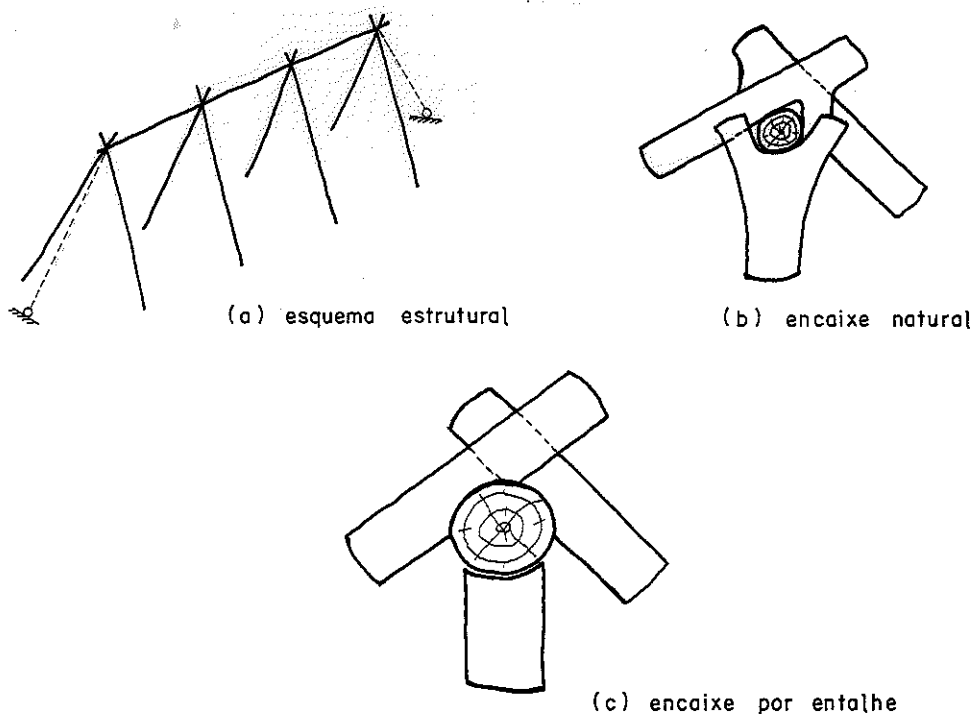 (a) esquema estrutural
(b) encaixe natural
(c) encaixe por entalhe